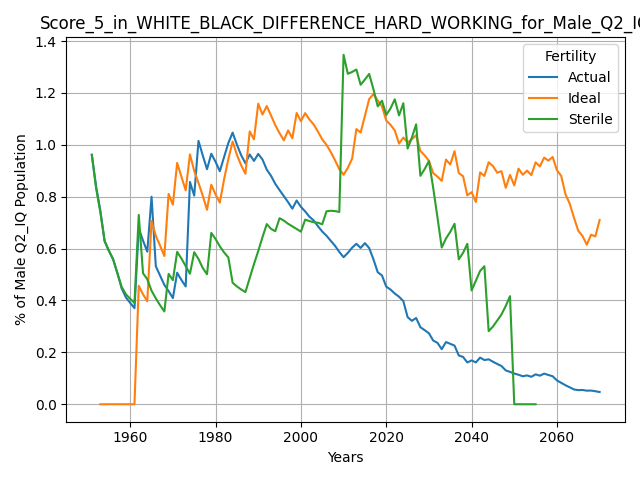 Score_5_in_WHITE_BLACK_DIFFERENCE_HARD_WORKING_for_Male_Q2_IQ
1.4
1.2
1.0
0.8
0.6
0.4
0.2
0.0
% of Male Q2_IQ Population
Fertility
Actual
Ideal
Sterile
1960
1980
2000
2020
2040
2060
Years